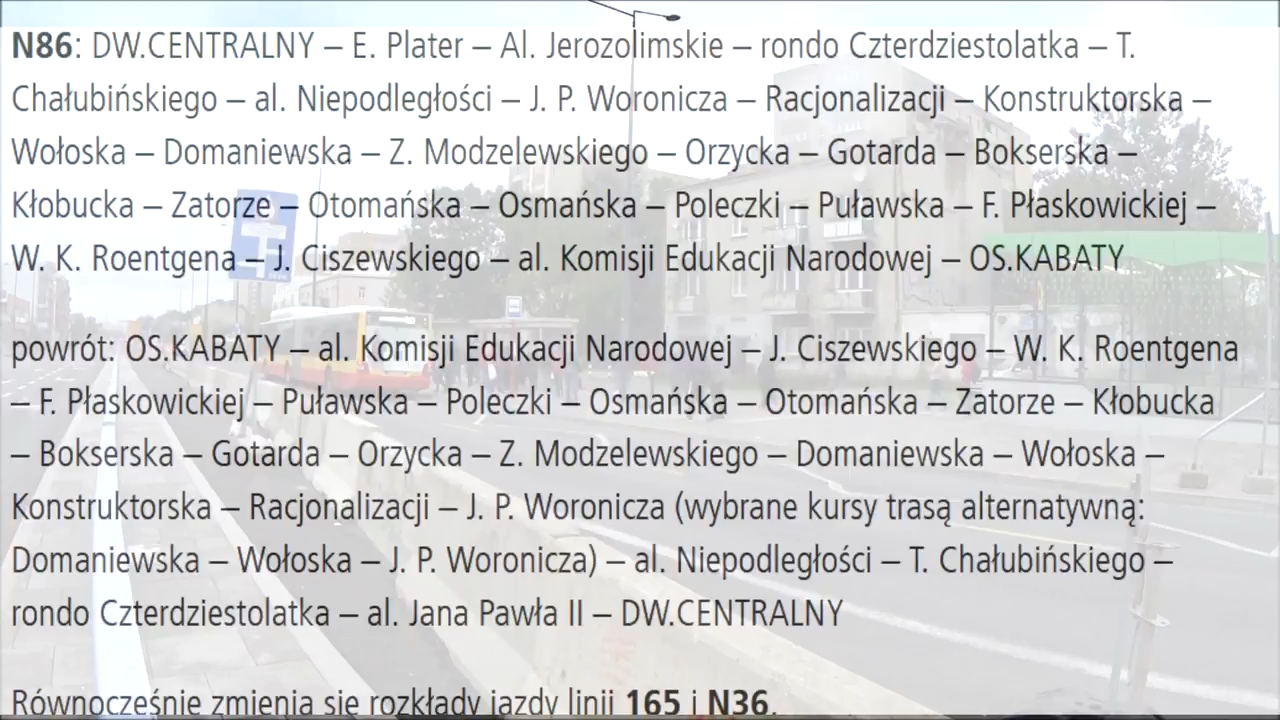 N86: DW.CENTRALNY – E. Plater – Al. Jerozolimskie – rondo Czterdziestolatka – T.
Chałubińskiego – al. Niepodległości – J. P. Woronicza – Racjonalizacji – Konstruktorska –
Wołoska – Domaniewska – Z. Modzelewskiego – Orzycka – Gotarda – Bokserska –
Kłobucka – Zatorze – Otomańska – Osmańska – Poleczki – Puławska – F. Płaskowickiej –
W. K. Roentgena – J. Ciszewskiego – al. Komisji Edukacji Narodowej – OS.KABATY
powrót: OS.KABATY – al. Komisji Edukacji Narodowej – J. Ciszewskiego – W. K. Roentgena
– F. Płaskowickiej – Puławska – Poleczki – Osmańska – Otomańska – Zatorze – Kłobucka
– Bokserska – Gotarda – Orzycka – Z. Modzelewskiego – Domaniewska – Wołoska –
Konstruktorska – Racjonalizacji – J. P. Woronicza (wybrane kursy trasą alternatywną:
Domaniewska – Wołoska – J. P. Woronicza) – al. Niepodległości – T. Chałubińskiego –
rondo Czterdziestolatka – al. Jana Pawła II – DW.CENTRALNY
Równocześnie zmienia się rozkłady jazdy linii 165 i N36.